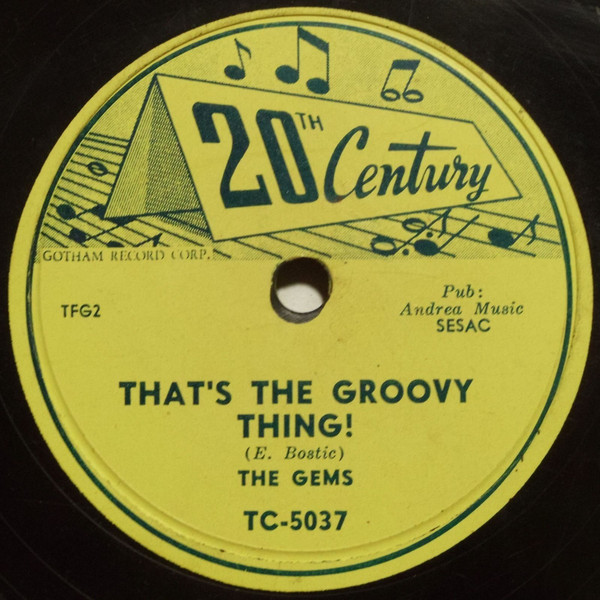 20TH Century
GOTHAM RECORD CORP.
TFG2
Pub:
Andrea Music
SESAC
THAT'S THE GROOVY
THING!
(E. Bostic)
THE GEMS
TC-5037